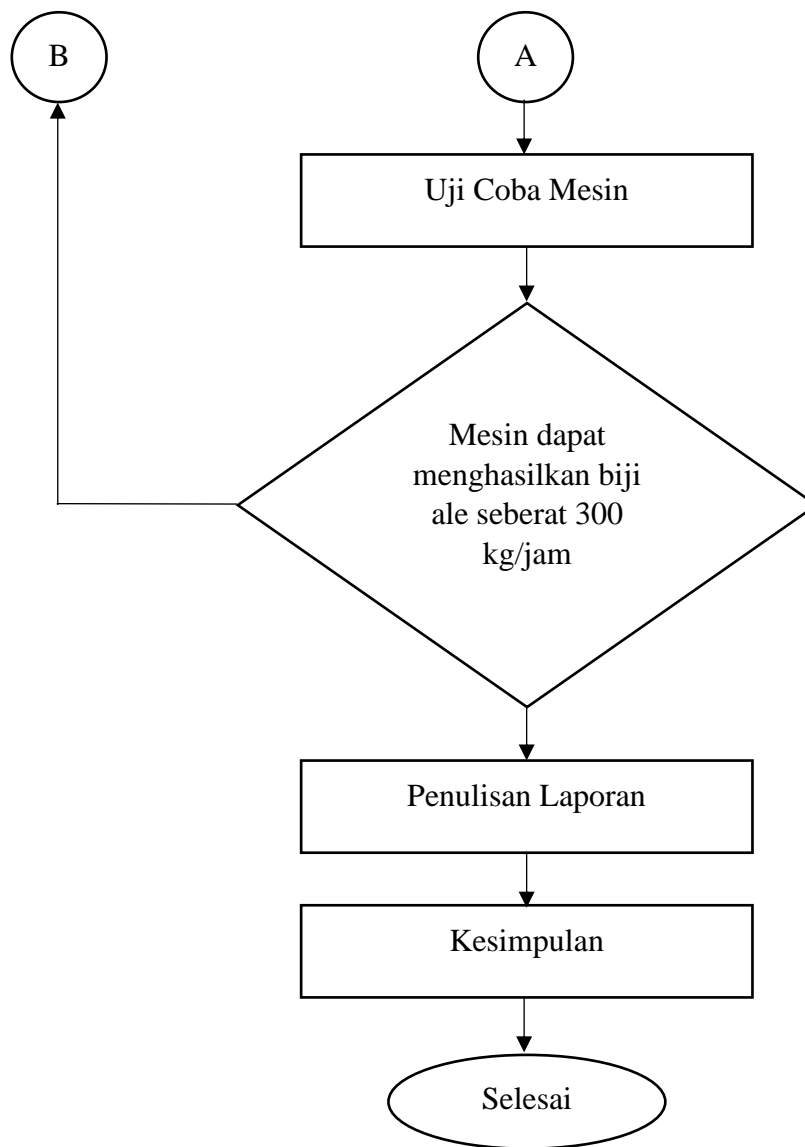 B
A
Uji Coba Mesin
Mesin dapat
menghasilkan biji
ale seberat 300
kg/jam
Penulisan Laporan
Kesimpulan
Selesai